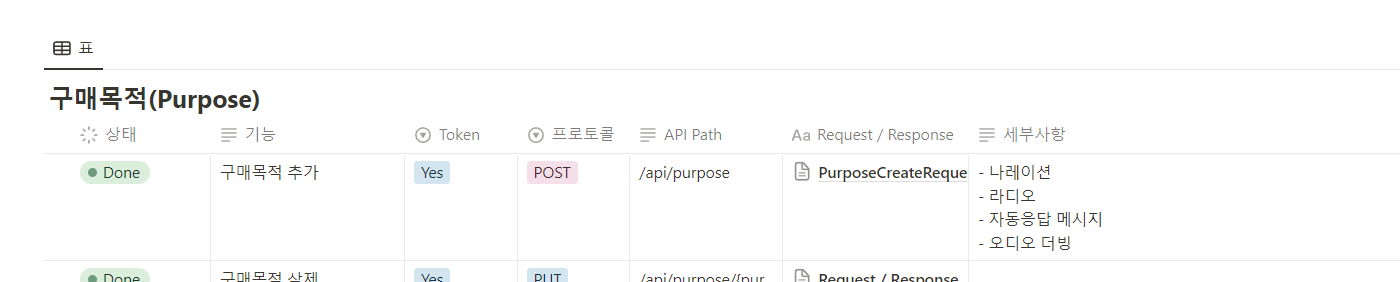 표
구매목적(Purpose)
상태 기능 Token 프로토콜 API Path Aa Request / Response 세부사항
Done 구매목적 추가 Yes POST /api/purpose PurposeCreateReque - 나레이션
- 라디오
- 자동응답 메시지
- 오디오 더빙
Done 구매목적 삭제 Yes PUT /api/purpose/{pur Request / Response